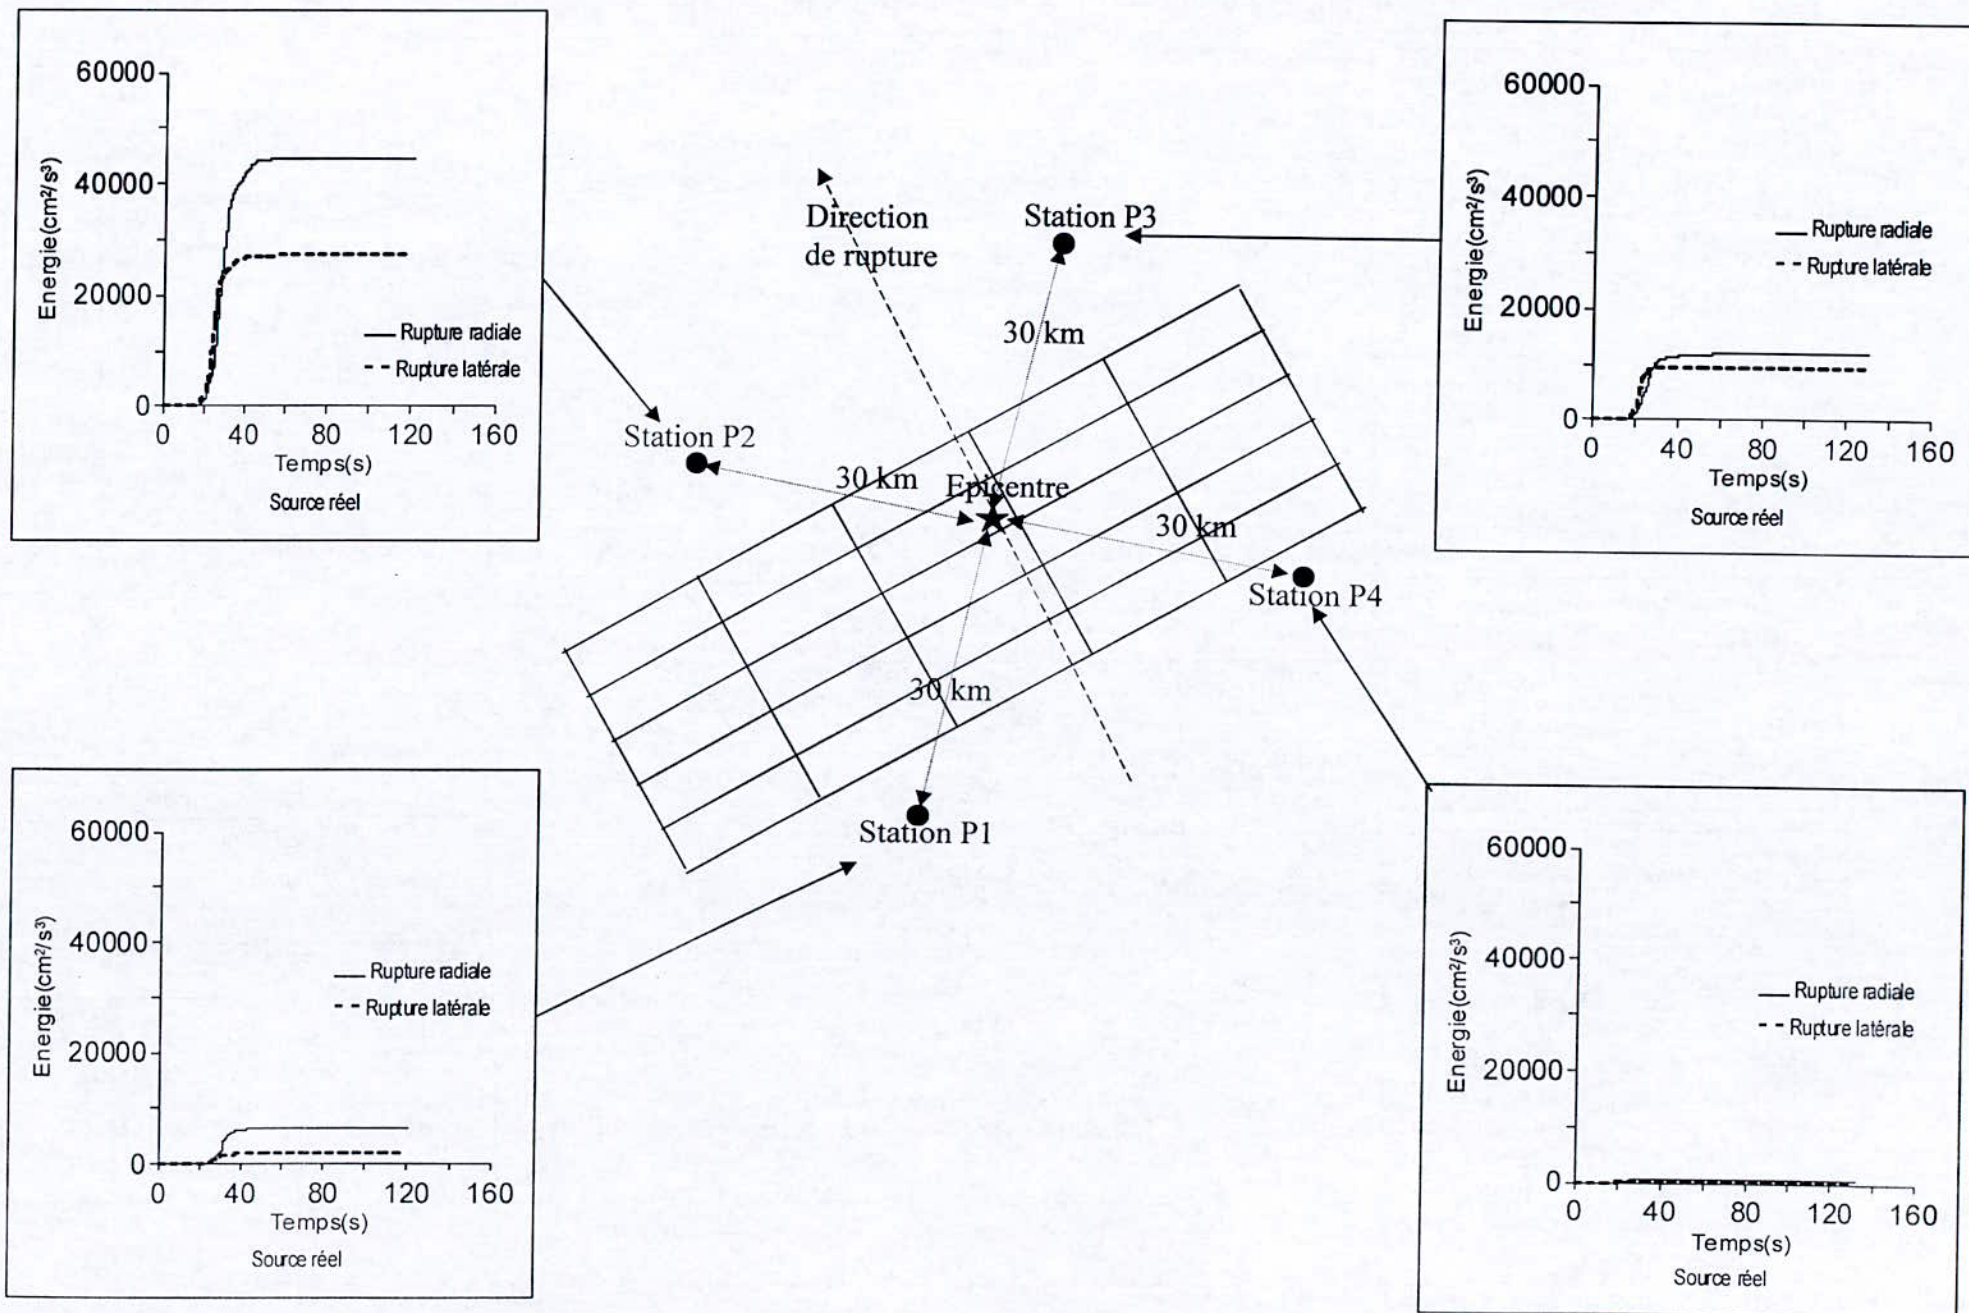 60000
40000
20000
0
0 40 80 120 160
Energie(cm²/s³)
Temps(s)
Source réel
Rupture radiale
Rupture latérale
Direction
de rupture
Station P3
60000
40000
20000
0
0 40 80 120 160
Energie(cm²/s³)
Temps(s)
Source réel
Rupture radiale
Rupture latérale
30 km
Station P2
30 km
Epicentre
30 km
Station P4
30 km
Station P1
60000
40000
20000
0
0 40 80 120 160
Energie(cm²/s³)
Temps(s)
Source réel
Rupture radiale
Rupture latérale
60000
40000
20000
0
0 40 80 120 160
Energie(cm²/s³)
Temps(s)
Source réel
Rupture radiale
Rupture latérale